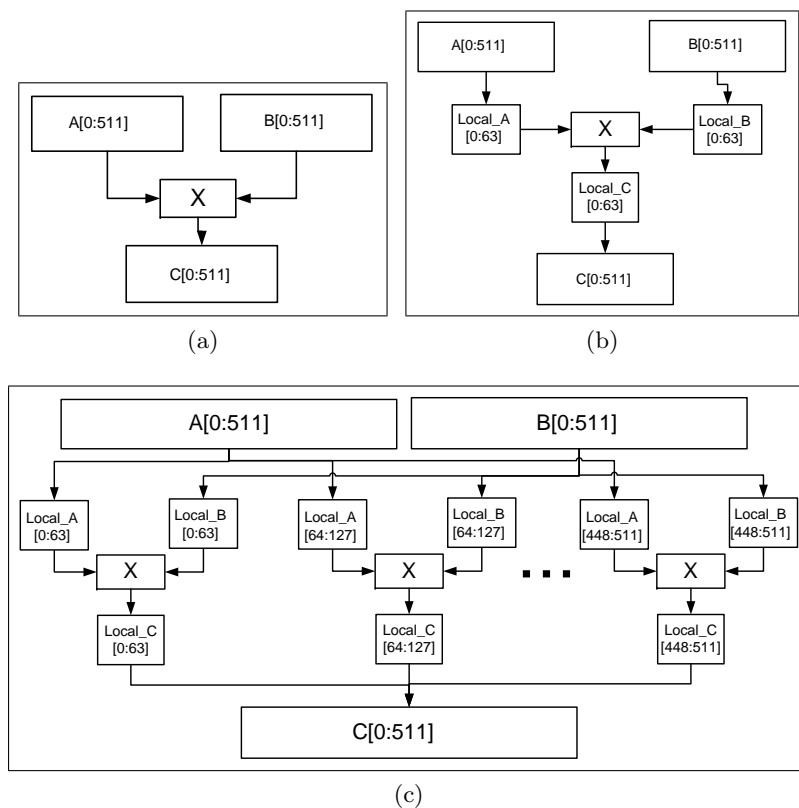 A[0:511]
B[0:511]
X
C[0:511]
(a)
A[0:511]
B[0:511]
Local_A
[0:63]
X
Local_B
[0:63]
Local_C
[0:63]
C[0:511]
(b)
A[0:511]
B[0:511]
Local_A
[0:63]
Local_B
[0:63]
Local_A
[64:127]
Local_B
[64:127]
Local_A
[448:511]
Local_B
[448:511]
X
X
X
Local_C
[0:63]
Local_C
[64:127]
Local_C
[448:511]
C[0:511]
(c)